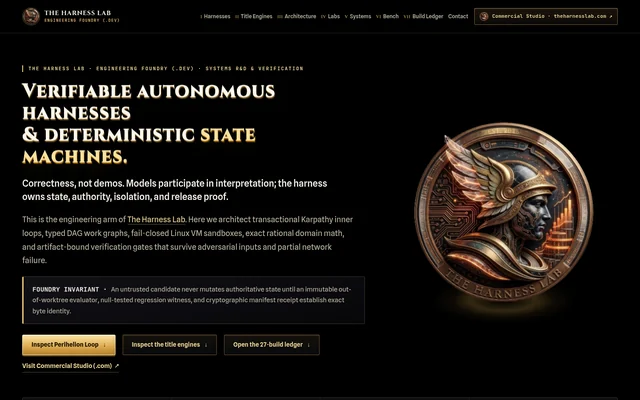 THE HARNESS LAB
ENGINEERING FOUNDRY (.DEV)
I Harnesses II Title Engines III Architecture IV Labs V Systems VI Bench VII Build Ledger Contact
Commercial Studio · theharnesslab.com ↗
THE HARNESS LAB · ENGINEERING FOUNDRY (.DEV) · SYSTEMS R&D & VERIFICATION
VERIFIABLE AUTONOMOUS
HARNESSES
& DETERMINISTIC STATE
MACHINES.
Correctness, not demos. Models participate in interpretation; the harness
owns state, authority, isolation, and release proof.
This is the engineering arm of The Harness Lab. Here we architect transactional Karpathy inner
loops, typed DAG work graphs, fail-closed Linux VM sandboxes, exact rational domain math,
and artifact-bound verification gates that survive adversarial inputs and partial network
failure.
FOUNDRY INVARIANT · An untrusted candidate never mutates authoritative state until an immutable out-
of-worktree evaluator, null-tested regression witness, and cryptographic manifest receipt establish exact
byte identity.
Inspect Perihelion Loop ↓
Inspect the title engines ↓
Open the 27-build ledger ↓
Visit Commercial Studio (.com) ↗
THE HARNESS LAB